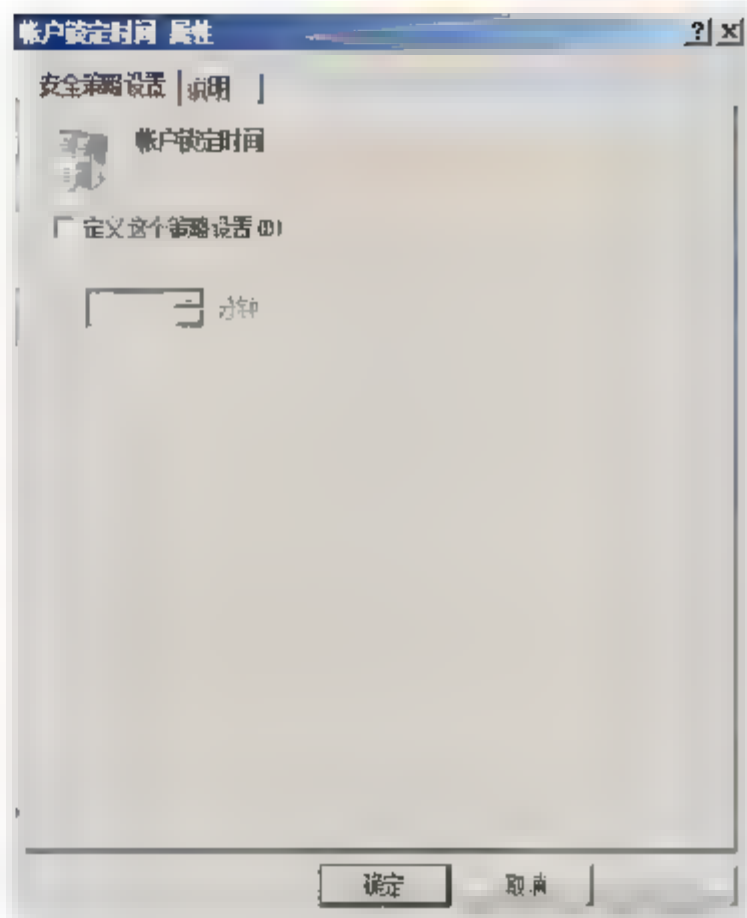 帐户锁定时间 属性
安全策略设置 说明
帐户锁定时间
定义这个策略设置(D)
分钟
确定 取消